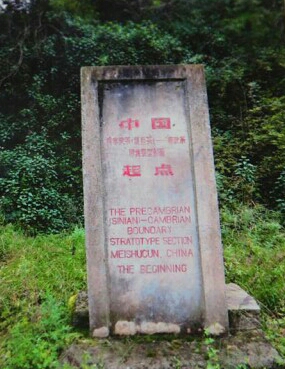 中国
起点
THE PRECAMBRIAN
(SINIAN)—CAMBRIAN
BOUNDARY
STRATOTYPE SECTION
MEISHUCUN, CHINA
THE BEGINNING